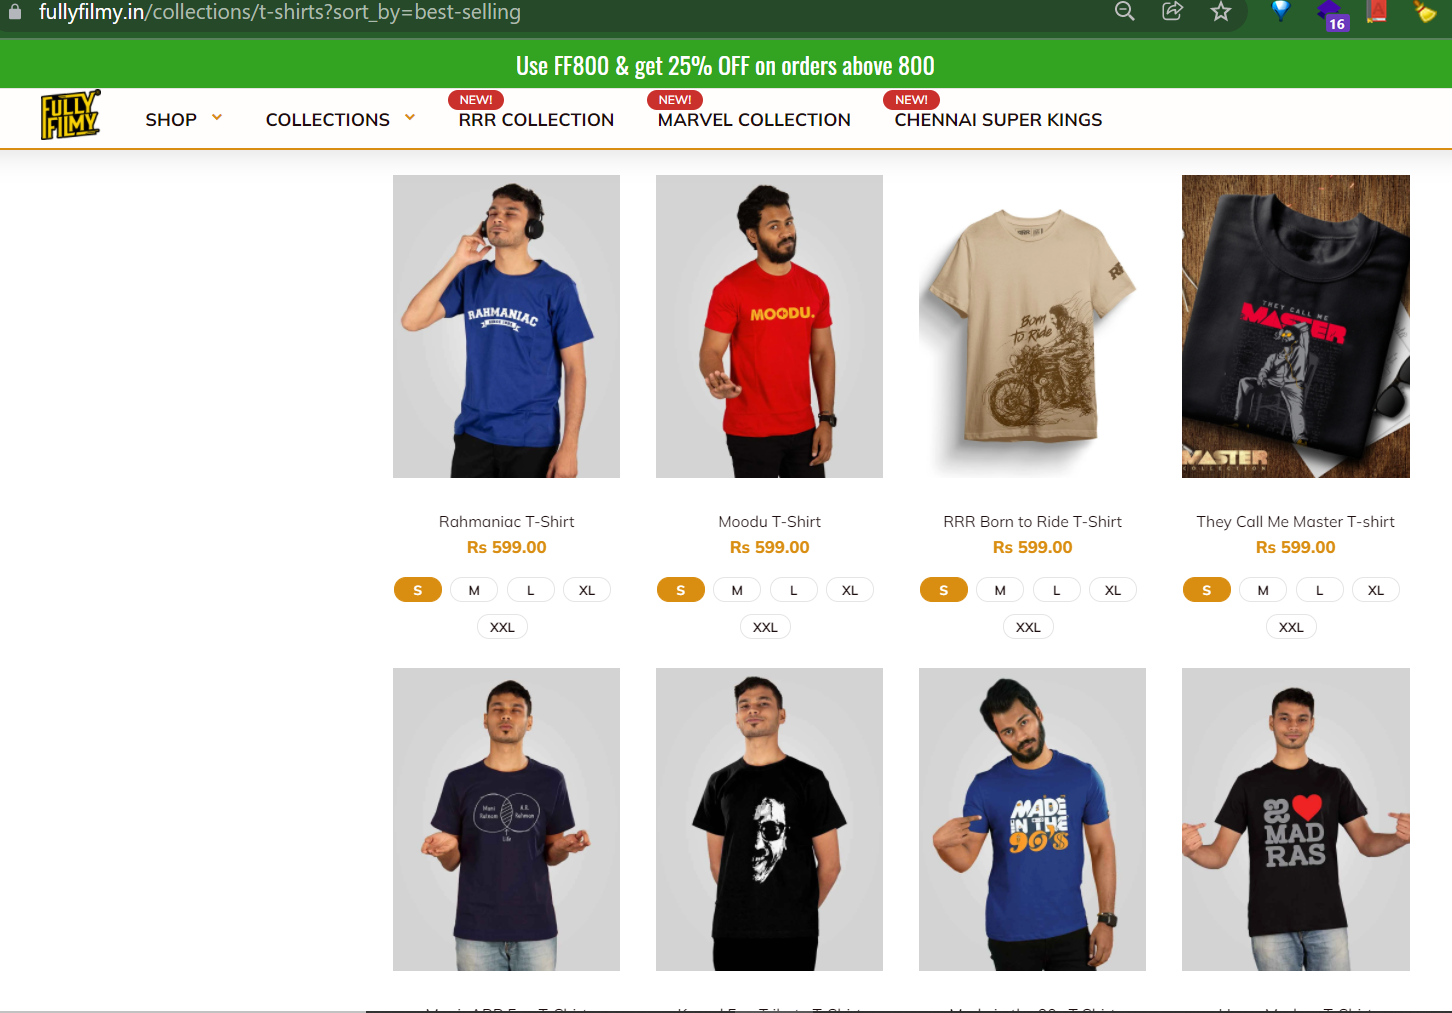 fullyfilmy.in/collections/t-shirts?sort_by=best-selling
16
Use FF800 & get 25% OFF on orders above 800
FULLY
FILMY
SHOP
COLLECTIONS
NEW!
RRR COLLECTION
NEW!
MARVEL COLLECTION
NEW!
CHENNAI SUPER KINGS
RAHMANIAC
MOODU.
Born
To Ride
THEY CALL ME
MASTER
MASTER
COLLECTION
Rahmaniac T-Shirt
Rs 599.00
S M L XL
XXL
Moodu T-Shirt
Rs 599.00
S M L XL
XXL
RRR Born to Ride T-Shirt
Rs 599.00
S M L XL
XXL
They Call Me Master T-shirt
Rs 599.00
S M L XL
XXL
Mani
Ratnam
A.R.
Rahman
Life
MADE
IN THE
90's
MAD
RAS